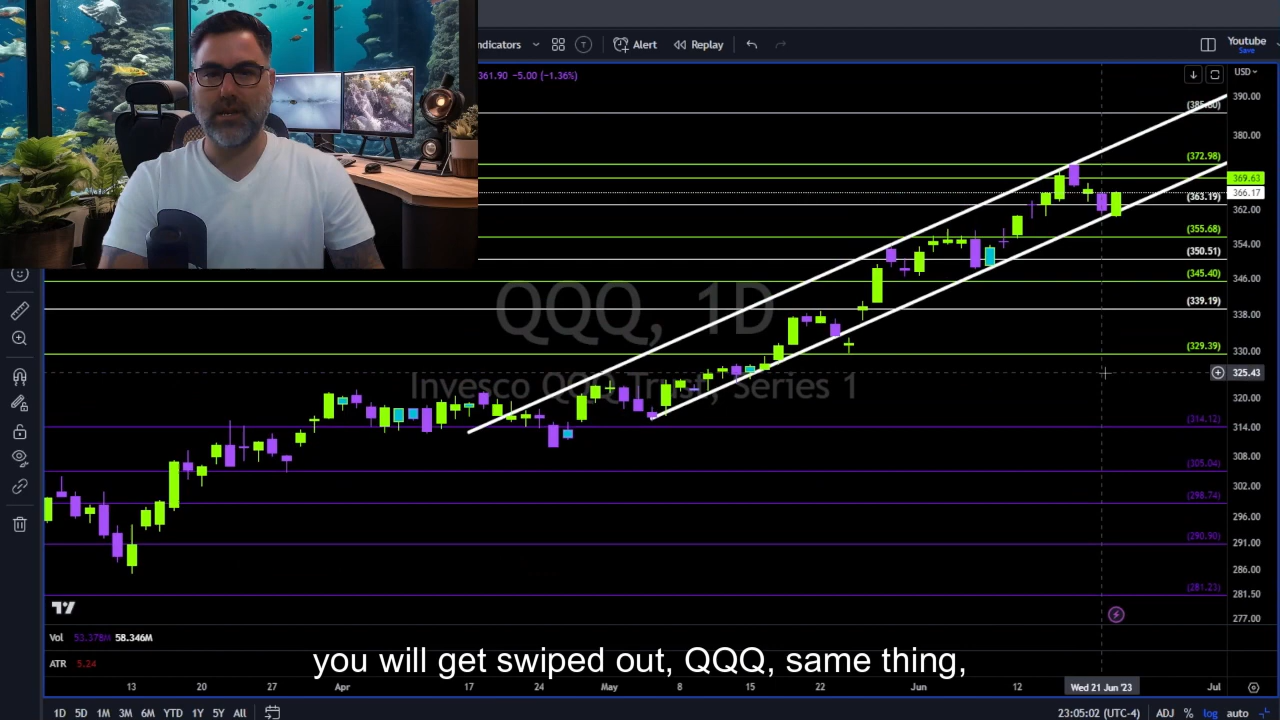 ndicators
T
Alert
Replay
Youtube
Save
361.90 −5.00 (−1.36%)
USD
390.00
(385.80)
380.00
(372.98)
369.63
366.17
(363.19)
362.00
(355.68)
354.00
(350.51)
346.00
(345.40)
(339.19)
338.00
330.00
(329.39)
325.43
320.00
(314.12)
314.00
308.00
(305.04)
302.00
(298.74)
296.00
(290.90)
291.00
286.00
(281.23)
281.50
277.00
QQQ, 1D
Invesco QQQ Trust, Series 1
Vol 53.378M 58.346M
ATR 5.24
you will get swiped out, QQQ, same thing,
13 20 27 Apr 17 24 May 8 15 22 Jun 12 Wed 21 Jun '23 Jul
1D 5D 1M 3M 6M YTD 1Y 5Y All 23:05:02 (UTC-4) ADJ % log auto